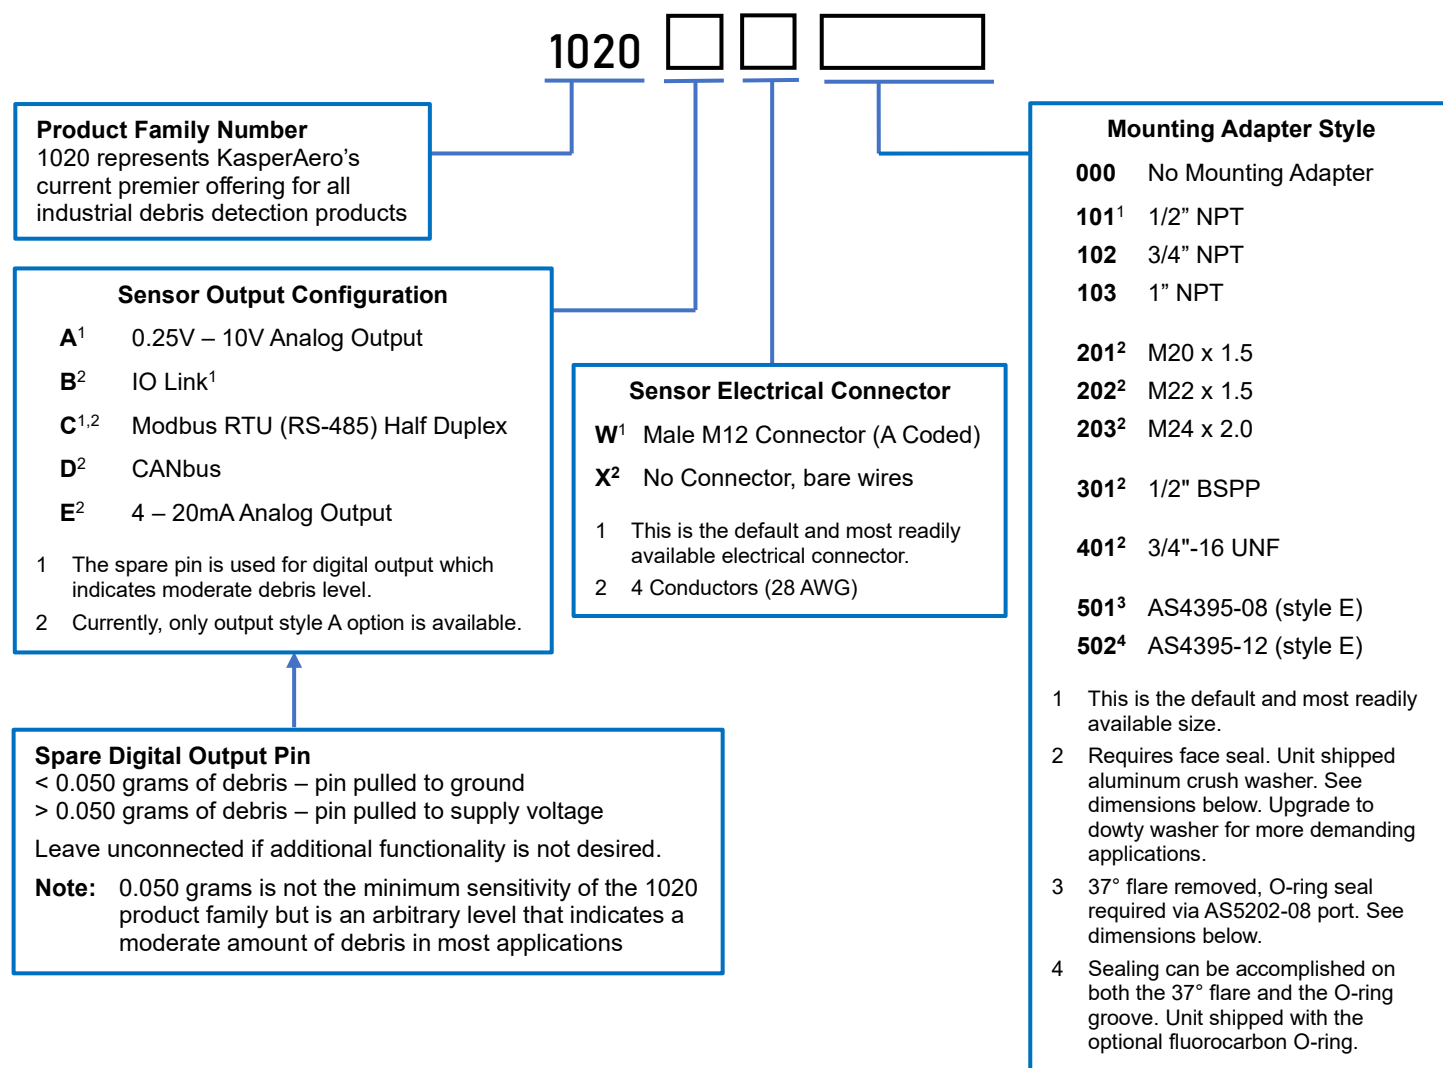 1020
Product Family Number
1020 represents KasperAero’s
current premier offering for all
industrial debris detection products
Sensor Output Configuration
A¹ 0.25V – 10V Analog Output
B² IO Link¹
C¹,² Modbus RTU (RS-485) Half Duplex
D² CANbus
E² 4 – 20mA Analog Output
1 The spare pin is used for digital output which
indicates moderate debris level.
2 Currently, only output style A option is available.
Spare Digital Output Pin
< 0.050 grams of debris – pin pulled to ground
> 0.050 grams of debris – pin pulled to supply voltage
Leave unconnected if additional functionality is not desired.
Note: 0.050 grams is not the minimum sensitivity of the 1020
product family but is an arbitrary level that indicates a
moderate amount of debris in most applications
Sensor Electrical Connector
W¹ Male M12 Connector (A Coded)
X² No Connector, bare wires
1 This is the default and most readily
available electrical connector.
2 4 Conductors (28 AWG)
Mounting Adapter Style
000 No Mounting Adapter
101¹ 1/2” NPT
102 3/4” NPT
103 1” NPT
201² M20 x 1.5
202² M22 x 1.5
203² M24 x 2.0
301² 1/2" BSPP
401² 3/4"-16 UNF
501³ AS4395-08 (style E)
502⁴ AS4395-12 (style E)
1 This is the default and most readily
available size.
2 Requires face seal. Unit shipped
aluminum crush washer. See
dimensions below. Upgrade to
dowty washer for more demanding
applications.
3 37° flare removed, O-ring seal
required via AS5202-08 port. See
dimensions below.
4 Sealing can be accomplished on
both the 37° flare and the O-ring
groove. Unit shipped with the
optional fluorocarbon O-ring.